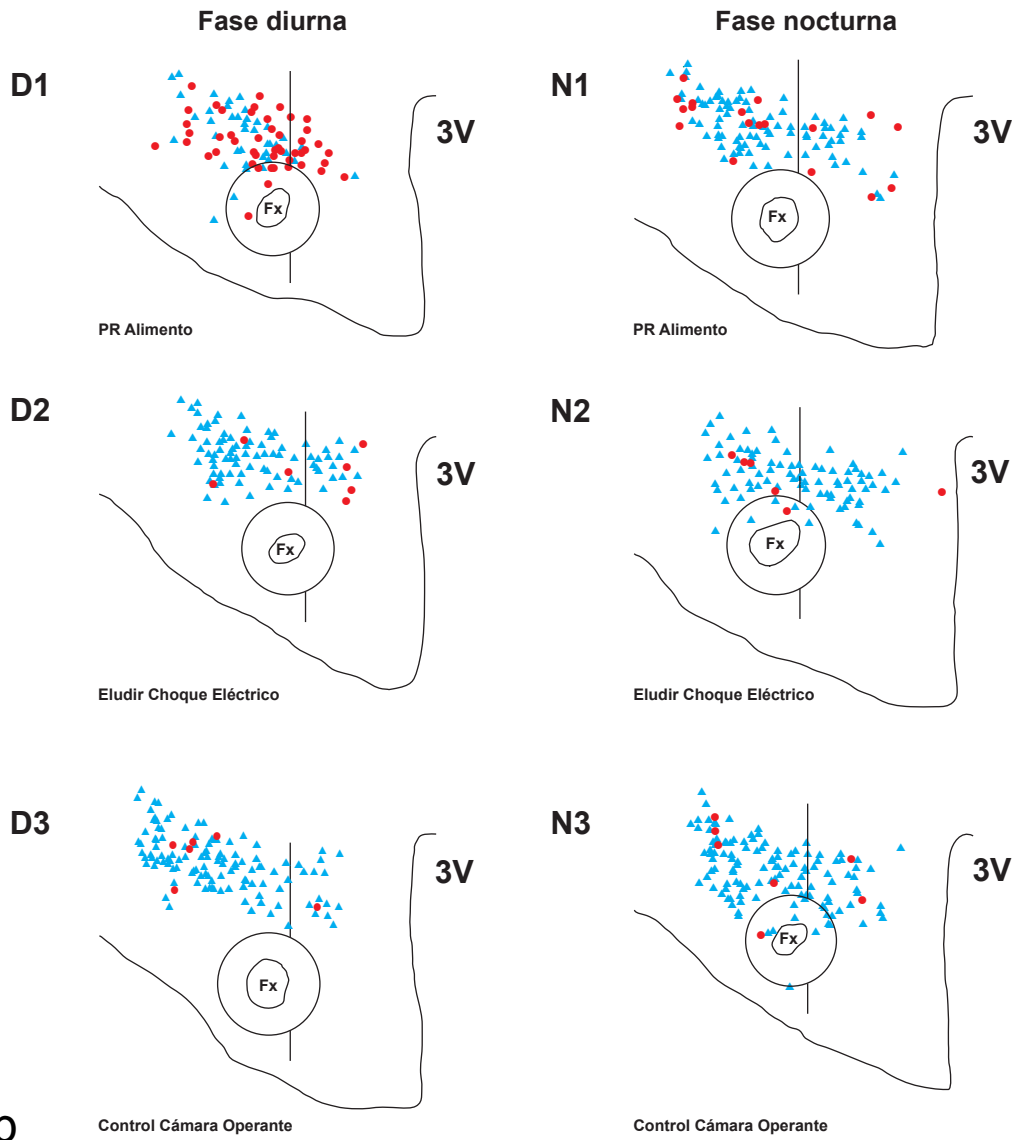 Fase diurna
Fase nocturna
D1
3V
Fx
PR Alimento
N1
3V
Fx
PR Alimento
D2
3V
Fx
Eludir Choque Eléctrico
N2
3V
Fx
Eludir Choque Eléctrico
D3
3V
Fx
Control Cámara Operante
N3
3V
Fx
Control Cámara Operante